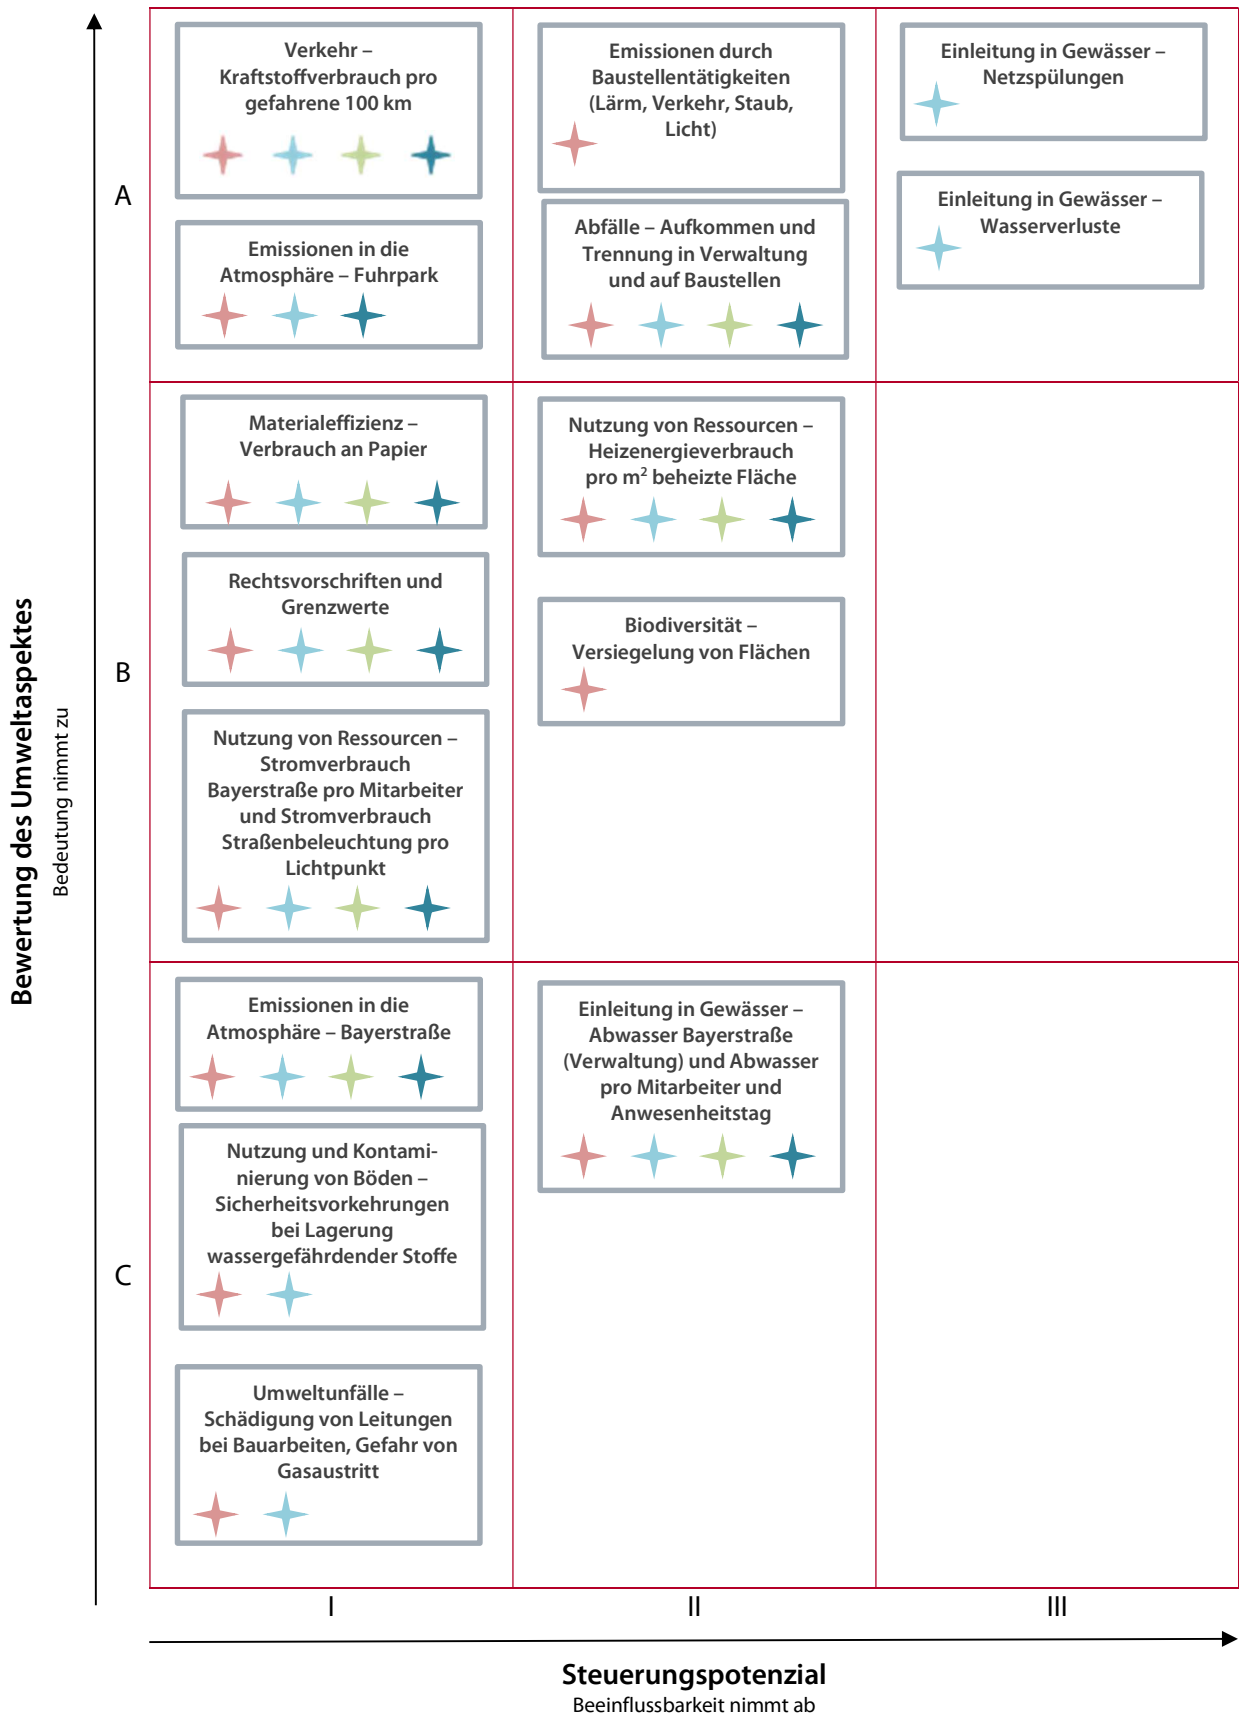 Verkehr –
Kraftstoffverbrauch pro
gefahrene 100 km
Emissionen durch
Baustellentätigkeiten
(Lärm, Verkehr, Staub,
Licht)
Einleitung in Gewässer –
Netzspülungen
A
Emissionen in die
Atmosphäre – Fuhrpark
Abfälle – Aufkommen und
Trennung in Verwaltung
und auf Baustellen
Einleitung in Gewässer –
Wasserverluste
Materialeffizienz –
Verbrauch an Papier
Nutzung von Ressourcen –
Heizenergieverbrauch
pro m² beheizte Fläche
Rechtsvorschriften und
Grenzwerte
Biodiversität –
Versiegelung von Flächen
B
Nutzung von Ressourcen –
Stromverbrauch
Bayerstraße pro Mitarbeiter
und Stromverbrauch
Straßenbeleuchtung pro
Lichtpunkt
Bewertung des Umweltaspektes
Bedeutung nimmt zu
Emissionen in die
Atmosphäre – Bayerstraße
Einleitung in Gewässer –
Abwasser Bayerstraße
(Verwaltung) und Abwasser
pro Mitarbeiter und
Anwesenheitstag
Nutzung und Kontami-
nierung von Böden –
Sicherheitsvorkehrungen
bei Lagerung
wassergefährdender Stoffe
C
Umweltunfälle –
Schädigung von Leitungen
bei Bauarbeiten, Gefahr von
Gasaustritt
I
II
III
Steuerungspotenzial
Beeinflussbarkeit nimmt ab